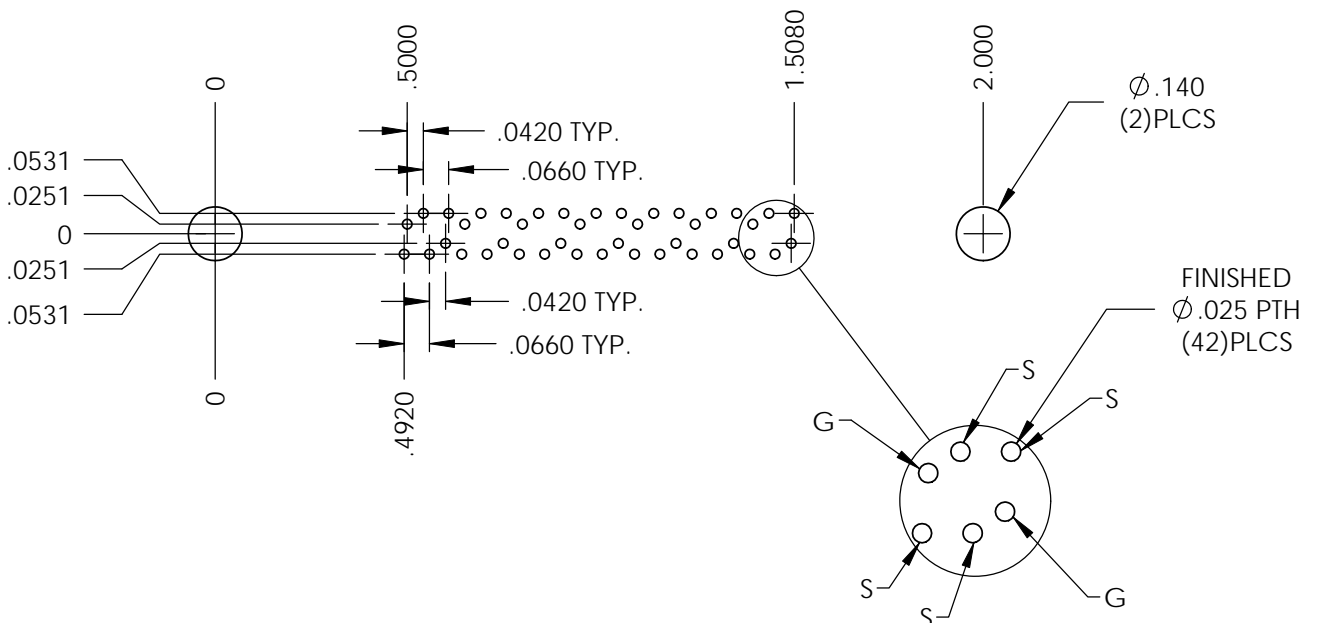 0
.5000
1.5080
2.000
Ø.140
(2)PLCS
.0420 TYP.
.0660 TYP.
.0531
.0251
0
.0251
.0531
.0420 TYP.
.0660 TYP.
0
.4920
FINISHED
Ø.025 PTH
(42)PLCS
S
S
G
S
S
G